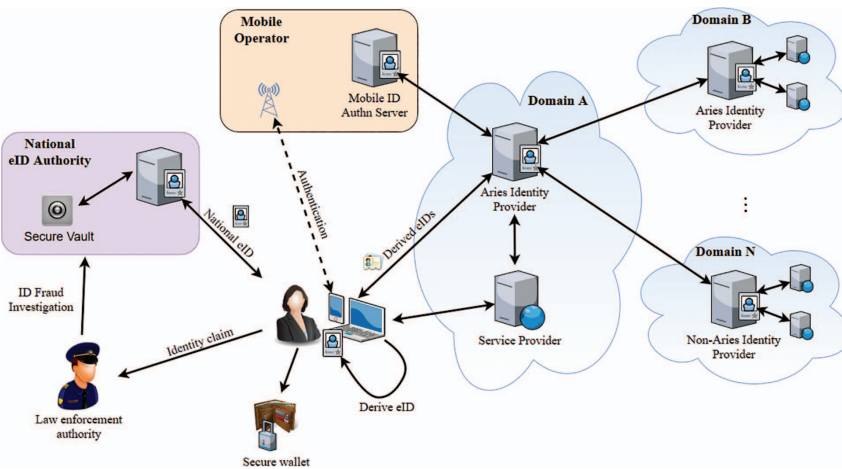 Mobile
Operator
Mobile ID
Authn Server
Domain A
Aries Identity
Provider
Service Provider
Domain B
Aries Identity
Provider
...
Domain N
Non-Aries Identity
Provider
National
eID Authority
Secure Vault
National eID
Authentication
Derived eIDs
ID Fraud
Investigation
Identity claim
Law enforcement
authority
Derive eID
Secure wallet